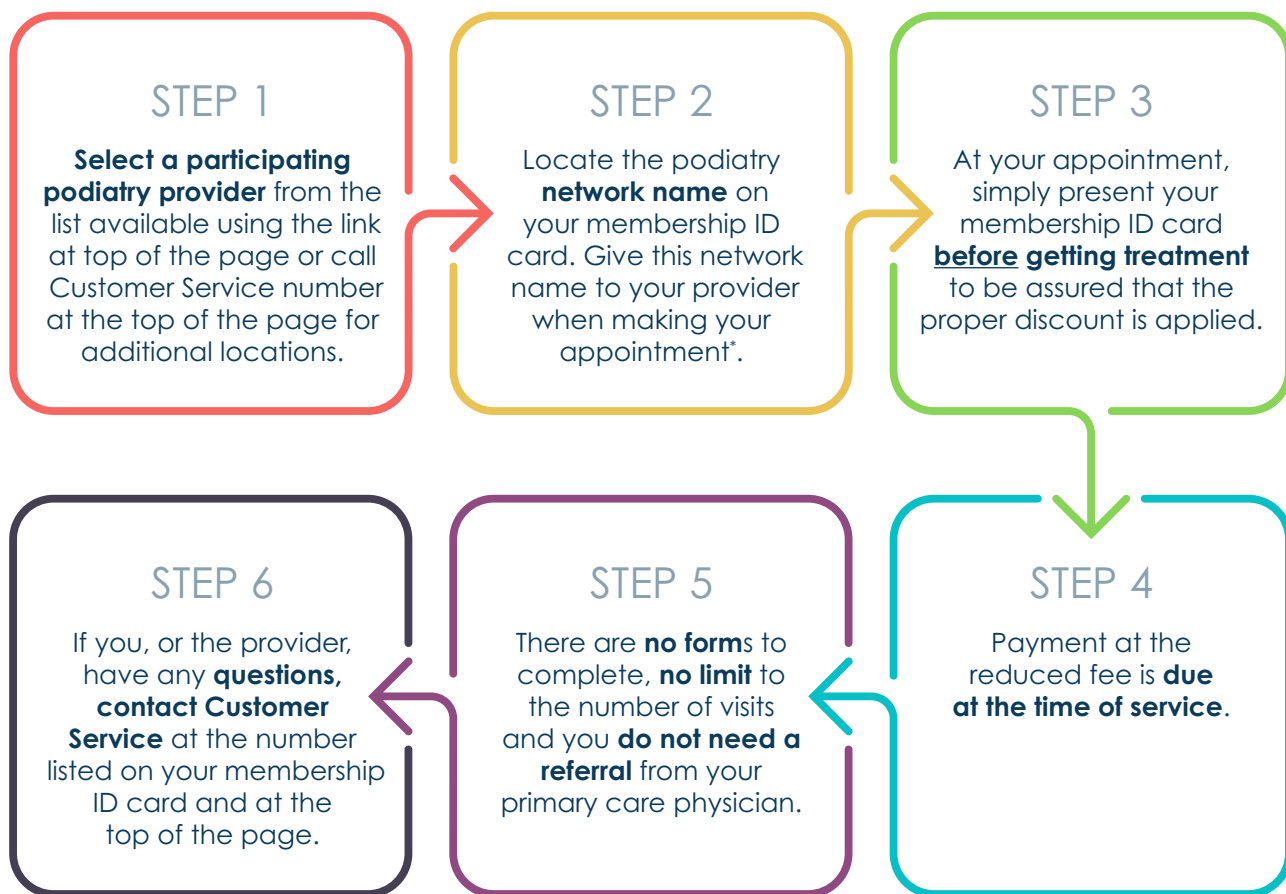 STEP 1
Select a participating
podiatry provider from the
list available using the link
at top of the page or call
Customer Service number
at the top of the page for
additional locations.
STEP 2
Locate the podiatry
network name on
your membership ID
card. Give this network
name to your provider
when making your
appointment*.
STEP 3
At your appointment,
simply present your
membership ID card
before getting treatment
to be assured that the
proper discount is applied.
STEP 4
Payment at the
reduced fee is due
at the time of service.
STEP 5
There are no forms to
complete, no limit to
the number of visits
and you do not need a
referral from your
primary care physician.
STEP 6
If you, or the provider,
have any questions,
contact Customer
Service at the number
listed on your membership
ID card and at the
top of the page.